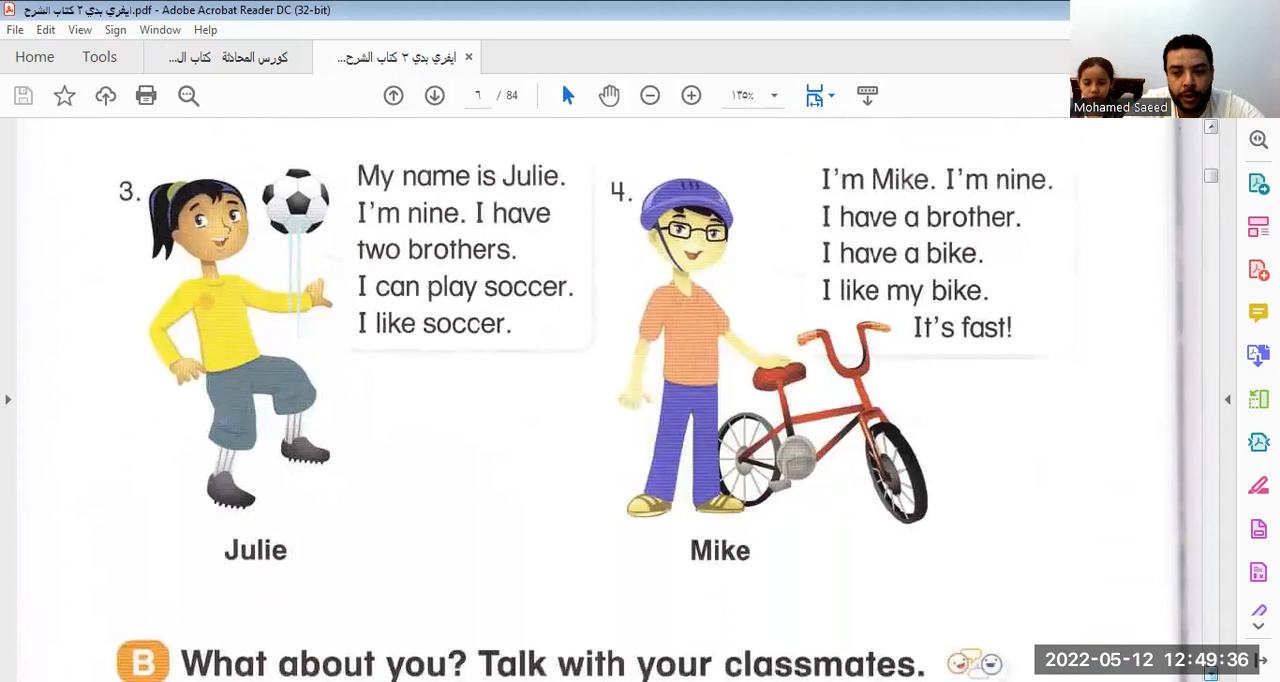 ايفري بدي ٢ كتاب الشرح.pdf - Adobe Acrobat Reader DC (32-bit)
File Edit View Sign Window Help
Home Tools كورس المحادثة كتاب ال... ايفري بدي ٢ كتاب الشرح... ×
٦ / 84 ١٣٥%
Mohamed Saeed
3.
My name is Julie.
I'm nine. I have
two brothers.
I can play soccer.
I like soccer.
Julie
4.
I'm Mike. I'm nine.
I have a brother.
I have a bike.
I like my bike.
It's fast!
Mike
B What about you? Talk with your classmates.
2022-05-12 12:49:36